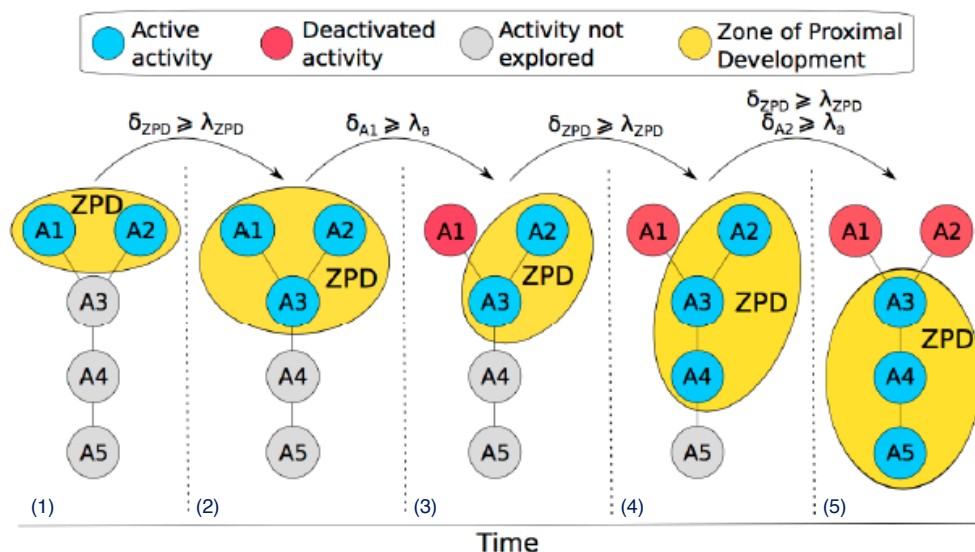 Active activity
Deactivated activity
Activity not explored
Zone of Proximal Development
δZPD ⩾ λZPD
δA1 ⩾ λa
δZPD ⩾ λZPD
δZPD ⩾ λZPD
δA2 ⩾ λa
ZPD
A1
A2
A3
A4
A5
(1)
A1
A2
ZPD
A3
A4
A5
(2)
A1
A2
ZPD
A3
A4
A5
(3)
A1
A2
A3
ZPD
A4
A5
(4)
A1
A2
A3
ZPD
A4
A5
(5)
Time